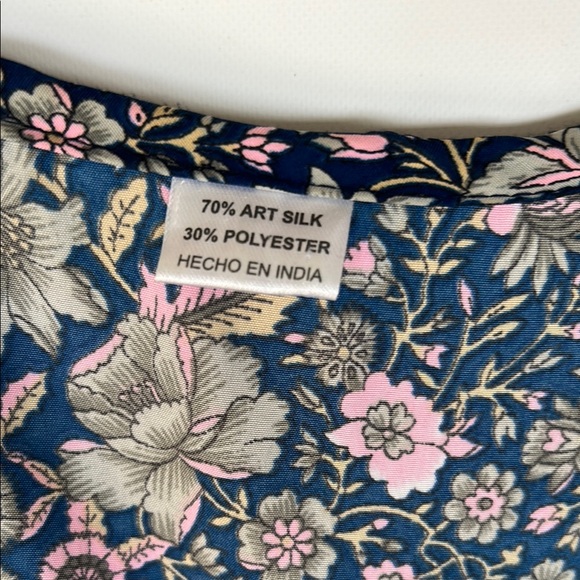 70% ART SILK
30% POLYESTER
HECHO EN INDIA